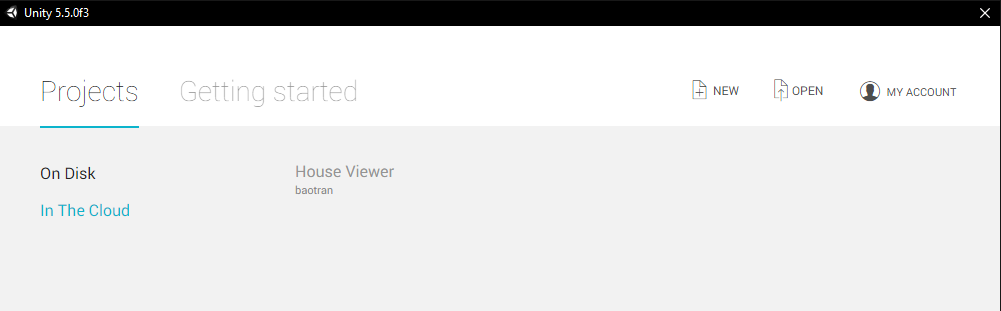 Unity 5.5.0f3
Projects
Getting started
NEW
OPEN
MY ACCOUNT
On Disk
In The Cloud
House Viewer
baotran